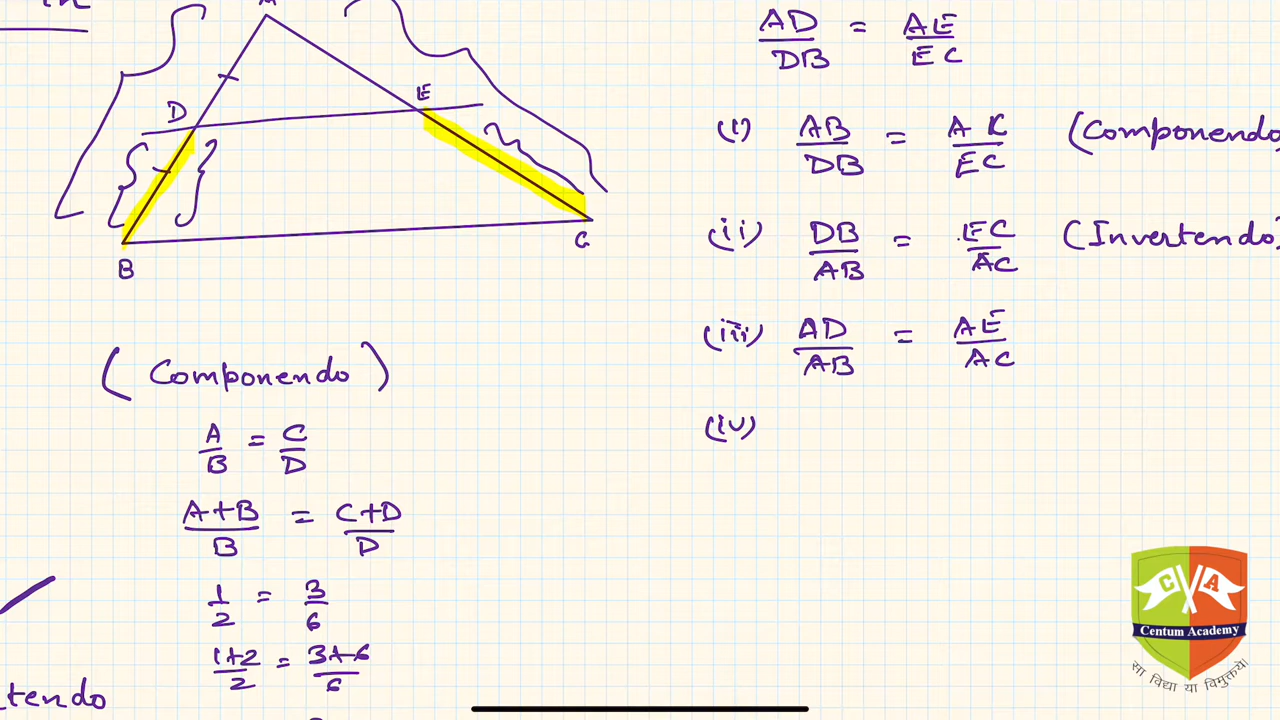 A
D
E
B
C
(Componendo)
A/B = C/D
A+B/B = C+D/D
1/2 = 3/6
1+2/2 = 3+6/6
tendo
AD/DB = AE/EC
(i) AB/DB = AC/EC (Componendo
(ii) DB/AB = EC/AC (Invertendo
(iii) AD/AB = AE/AC
(iv)
C A
Centum Academy
सा विद्या या विमुक्तये